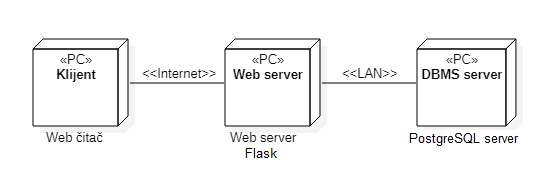 «PC»
Klijent
Web čitač
<<Internet>>
«PC»
Web server
Web server
Flask
<<LAN>>
«PC»
DBMS server
PostgreSQL server